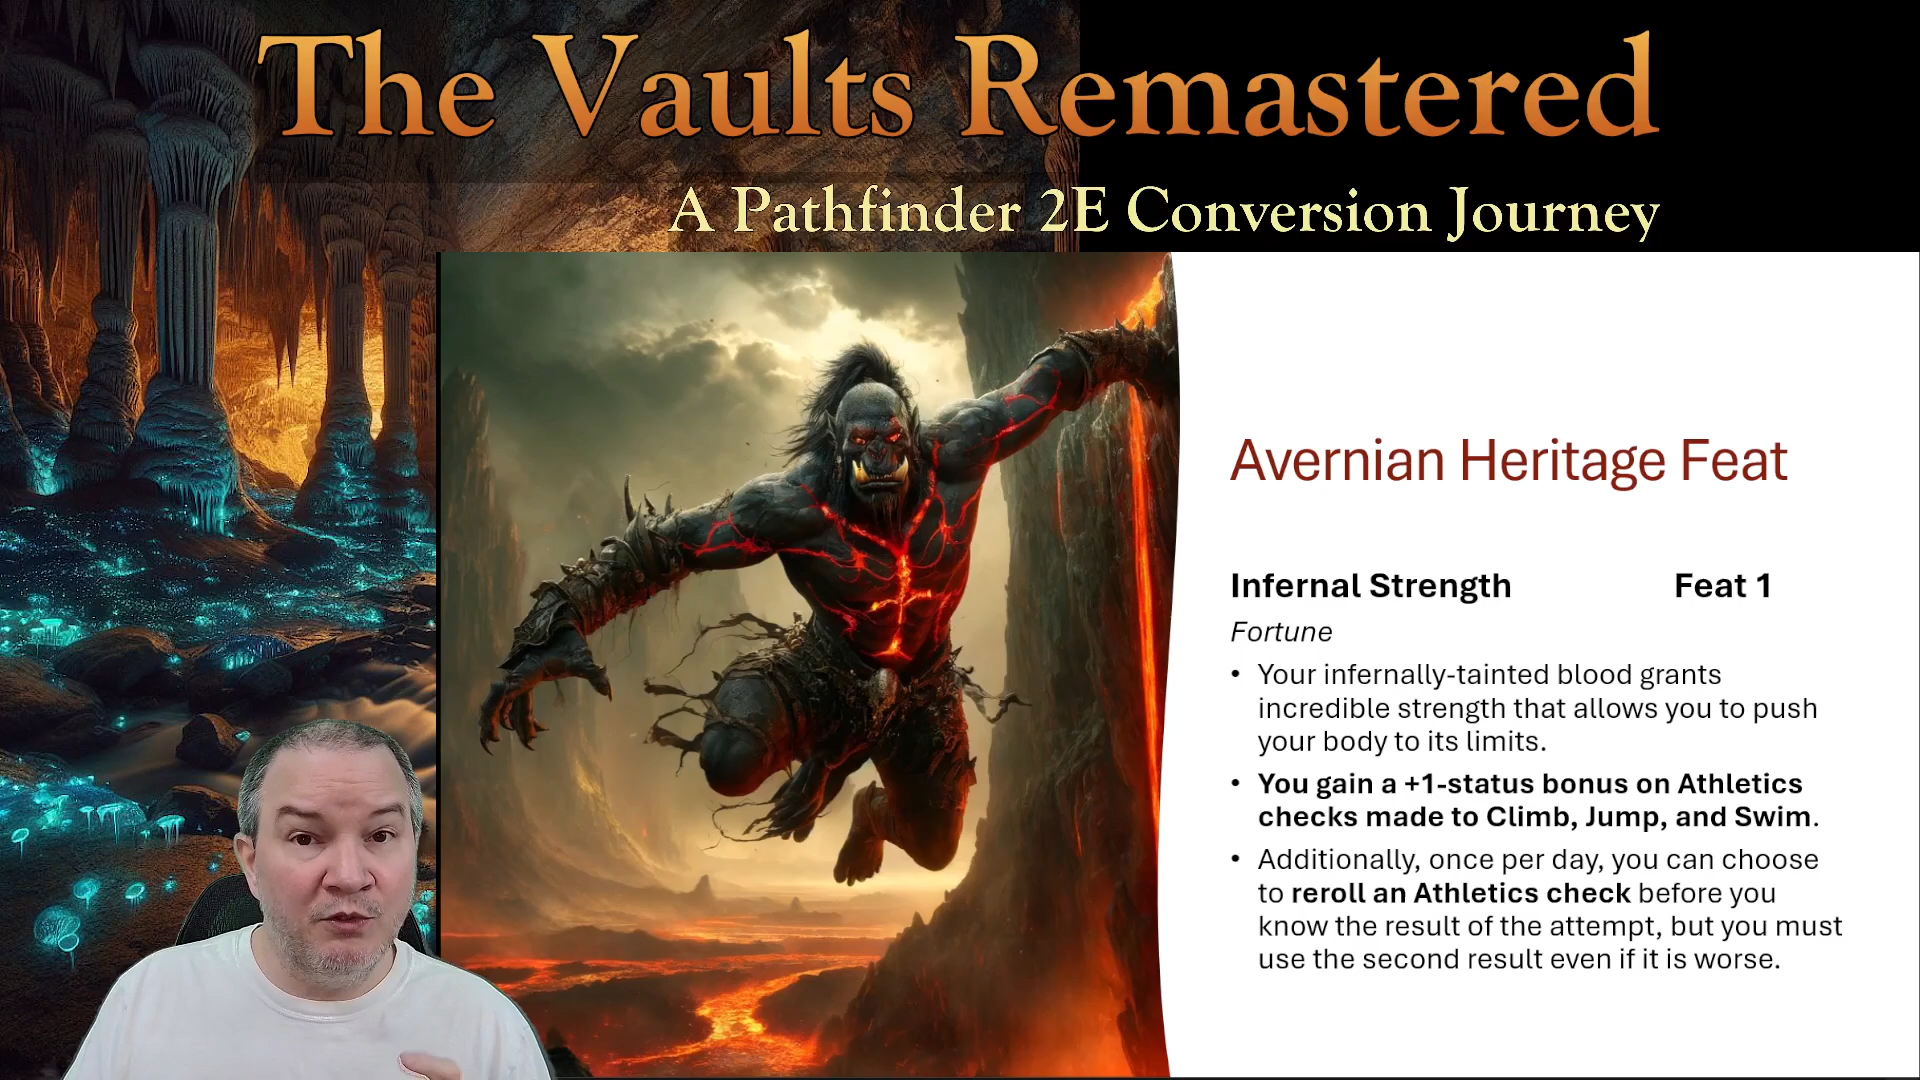 The Vaults Remastered
A Pathfinder 2E Conversion Journey
Avernian Heritage Feat
Infernal Strength Feat 1
Fortune
• Your infernally-tainted blood grants
incredible strength that allows you to push
your body to its limits.
• You gain a +1-status bonus on Athletics
checks made to Climb, Jump, and Swim.
• Additionally, once per day, you can choose
to reroll an Athletics check before you
know the result of the attempt, but you must
use the second result even if it is worse.